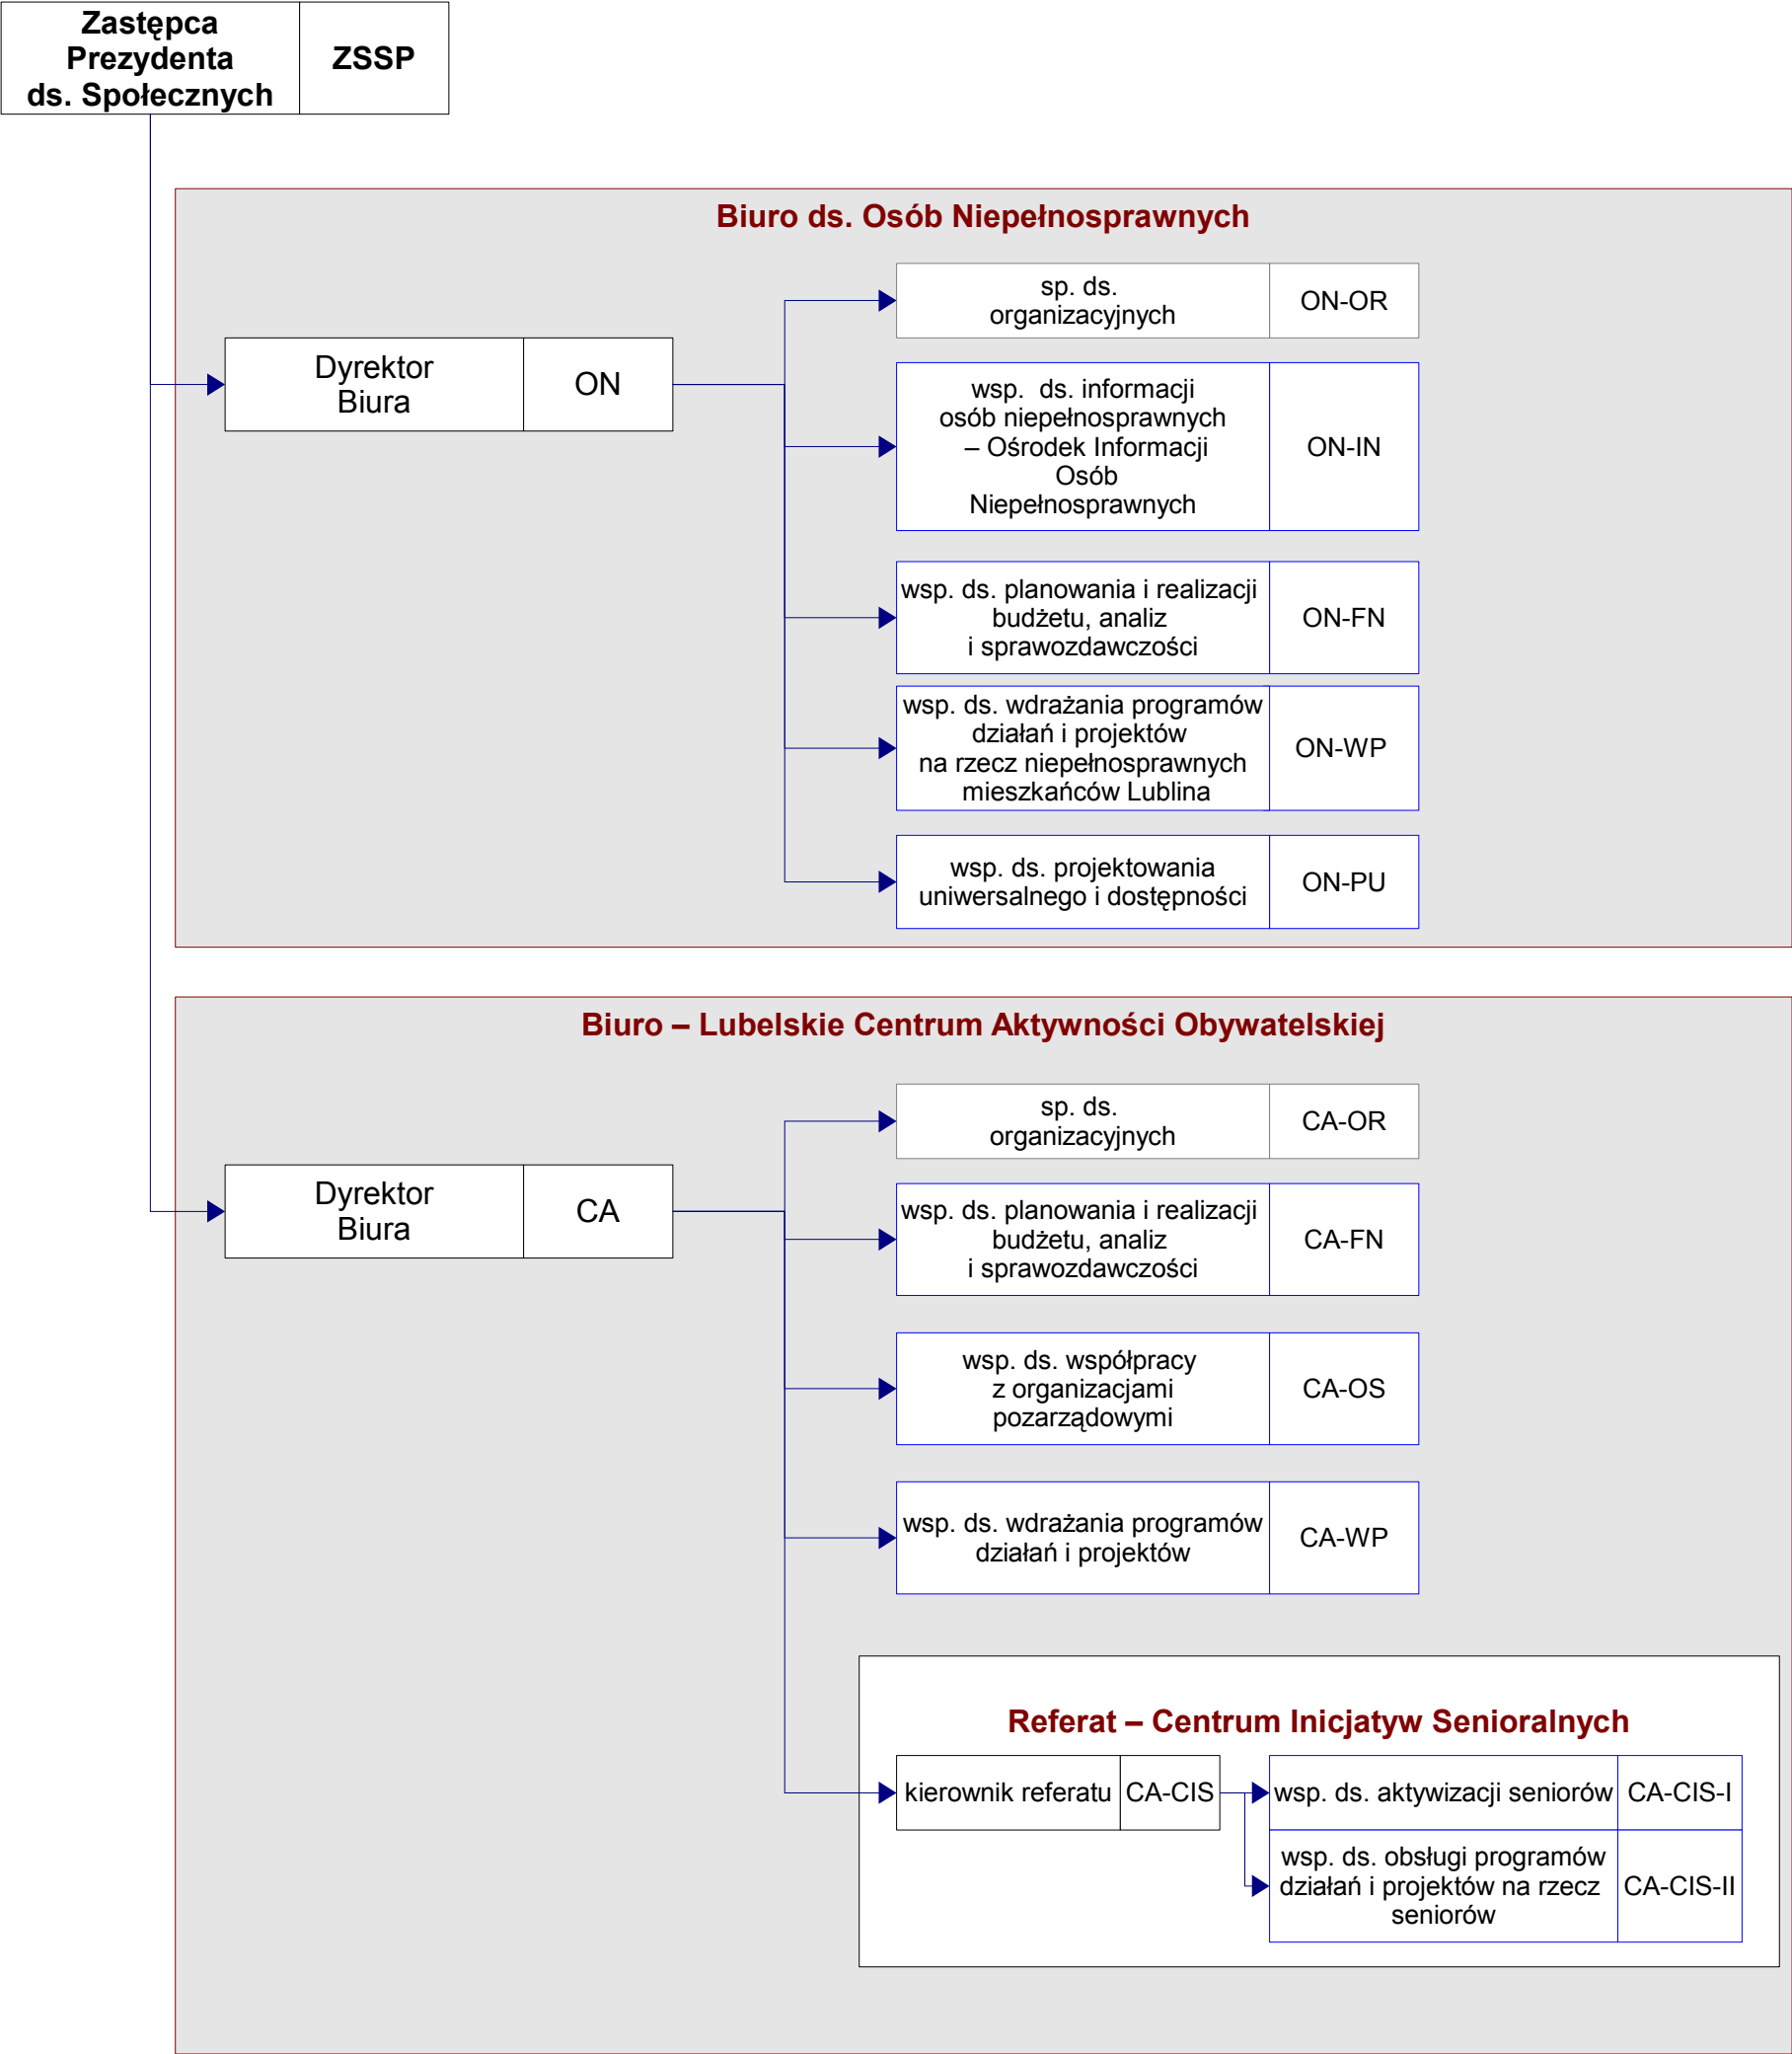 Zastępca
Prezydenta
ds. Społecznych
ZSSP
Biuro ds. Osób Niepełnosprawnych
Dyrektor
Biura
ON
sp. ds.
organizacyjnych
ON-OR
wsp. ds. informacji
osób niepełnosprawnych
– Ośrodek Informacji
Osób
Niepełnosprawnych
ON-IN
wsp. ds. planowania i realizacji
budżetu, analiz
i sprawozdawczości
ON-FN
wsp. ds. wdrażania programów
działań i projektów
na rzecz niepełnosprawnych
mieszkańców Lublina
ON-WP
wsp. ds. projektowania
uniwersalnego i dostępności
ON-PU
Biuro – Lubelskie Centrum Aktywności Obywatelskiej
Dyrektor
Biura
CA
sp. ds.
organizacyjnych
CA-OR
wsp. ds. planowania i realizacji
budżetu, analiz
i sprawozdawczości
CA-FN
wsp. ds. współpracy
z organizacjami
pozarządowymi
CA-OS
wsp. ds. wdrażania programów
działań i projektów
CA-WP
Referat – Centrum Inicjatyw Senioralnych
kierownik referatu
CA-CIS
wsp. ds. aktywizacji seniorów
CA-CIS-I
wsp. ds. obsługi programów
działań i projektów na rzecz
seniorów
CA-CIS-II